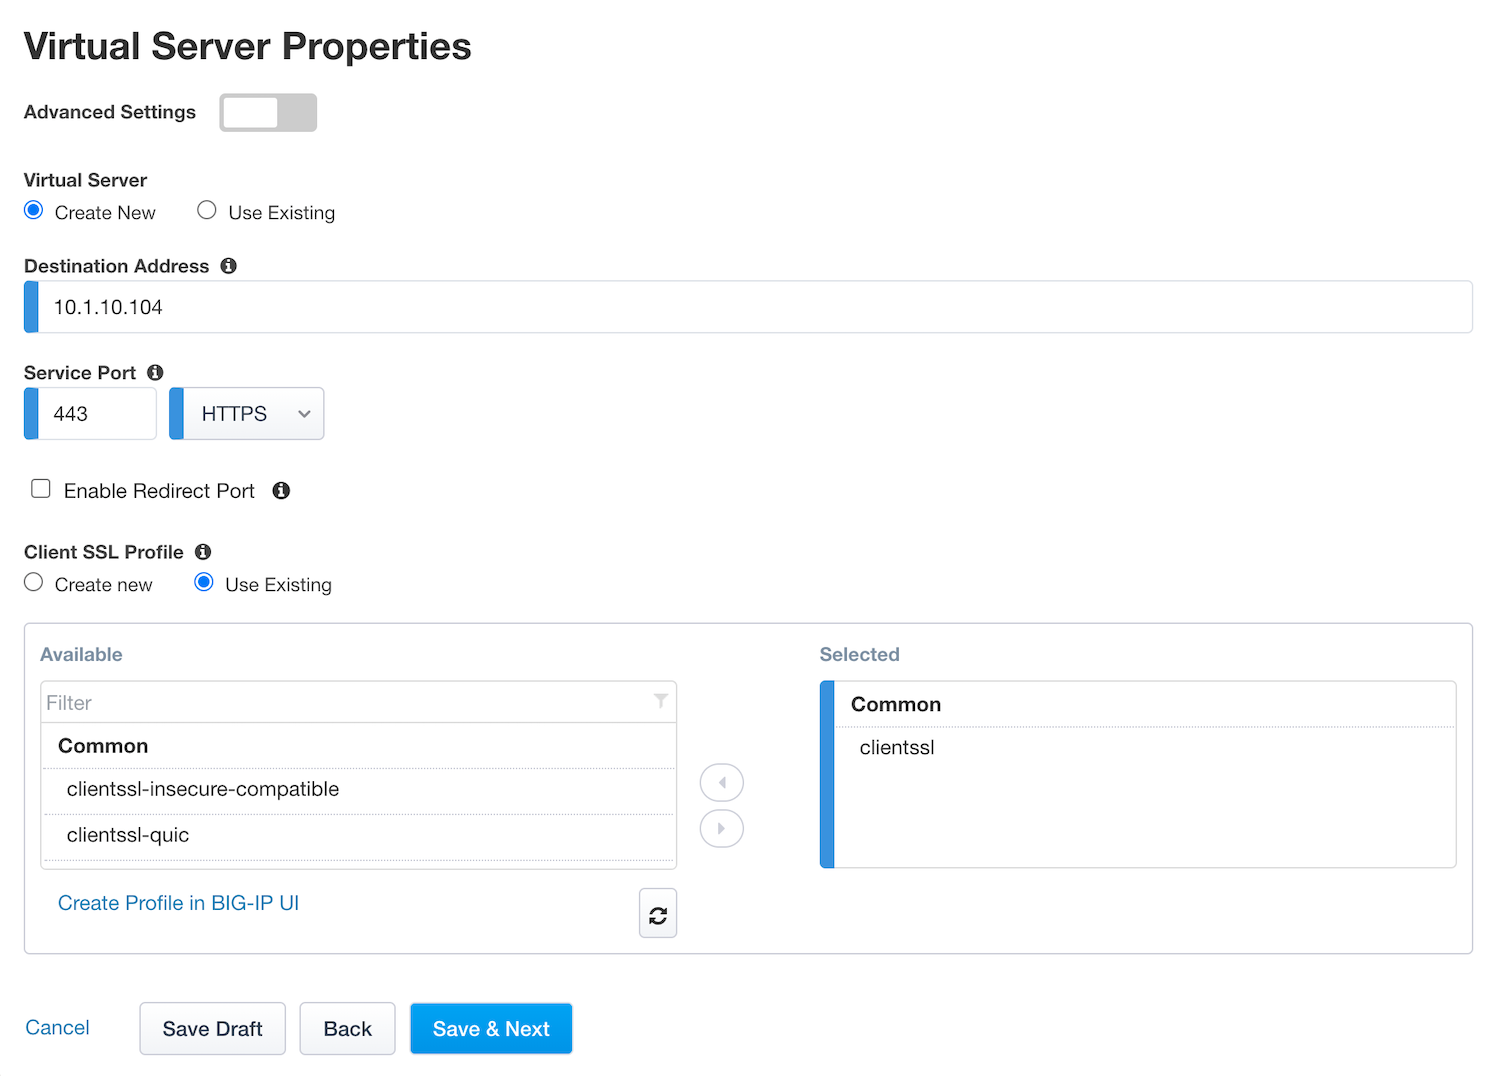 Virtual Server Properties
Advanced Settings
Virtual Server
Create New Use Existing
Destination Address
10.1.10.104
Service Port
443 HTTPS
Enable Redirect Port
Client SSL Profile
Create new Use Existing
Available Selected
Filter
Common
clientssl-insecure-compatible
clientssl-quic
Common
clientssl
Create Profile in BIG-IP UI
Cancel Save Draft Back Save & Next